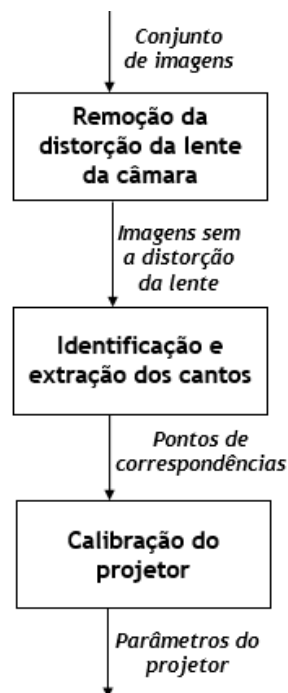 Conjunto
de imagens
Remoção da
distorção da lente
da câmara
Imagens sem
a distorção
da lente
Identificação e
extração dos cantos
Pontos de
correspondências
Calibração do
projetor
Parâmetros do
projetor